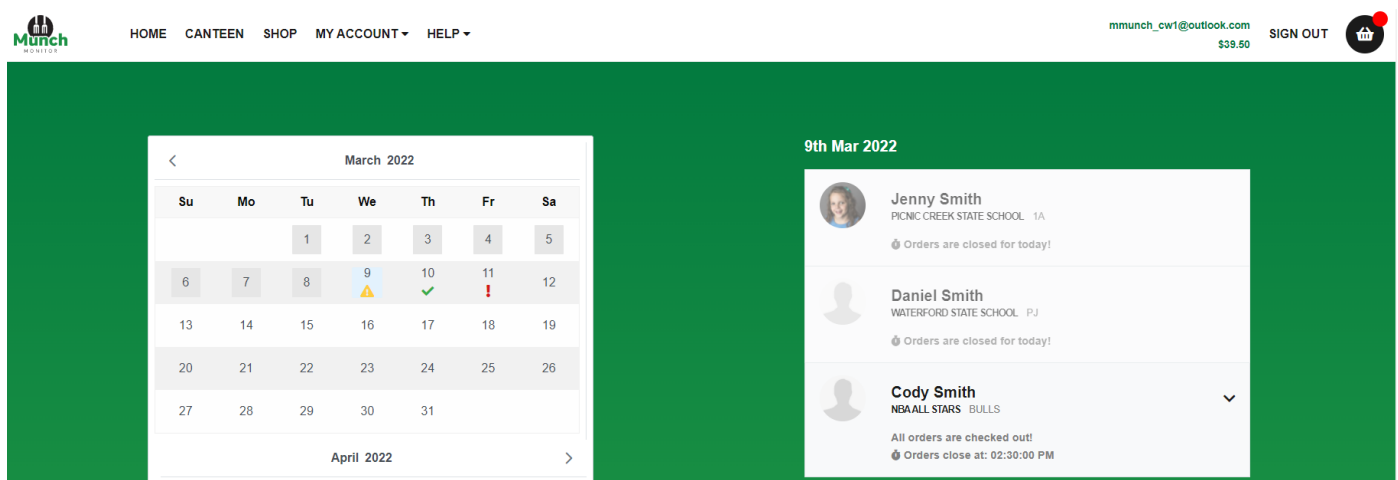 Munch
MONITOR
HOME CANTEEN SHOP MY ACCOUNT HELP
mmunch_cw1@outlook.com
$39.50
SIGN OUT
March 2022
Su Mo Tu We Th Fr Sa
1 2 3 4 5
6 7 8 9 10 11 12
13 14 15 16 17 18 19
20 21 22 23 24 25 26
27 28 29 30 31
April 2022
9th Mar 2022
Jenny Smith
PICNIC CREEK STATE SCHOOL 1A
Orders are closed for today!
Daniel Smith
WATERFORD STATE SCHOOL PJ
Orders are closed for today!
Cody Smith
NBA ALL STARS BULLS
All orders are checked out!
Orders close at: 02:30:00 PM